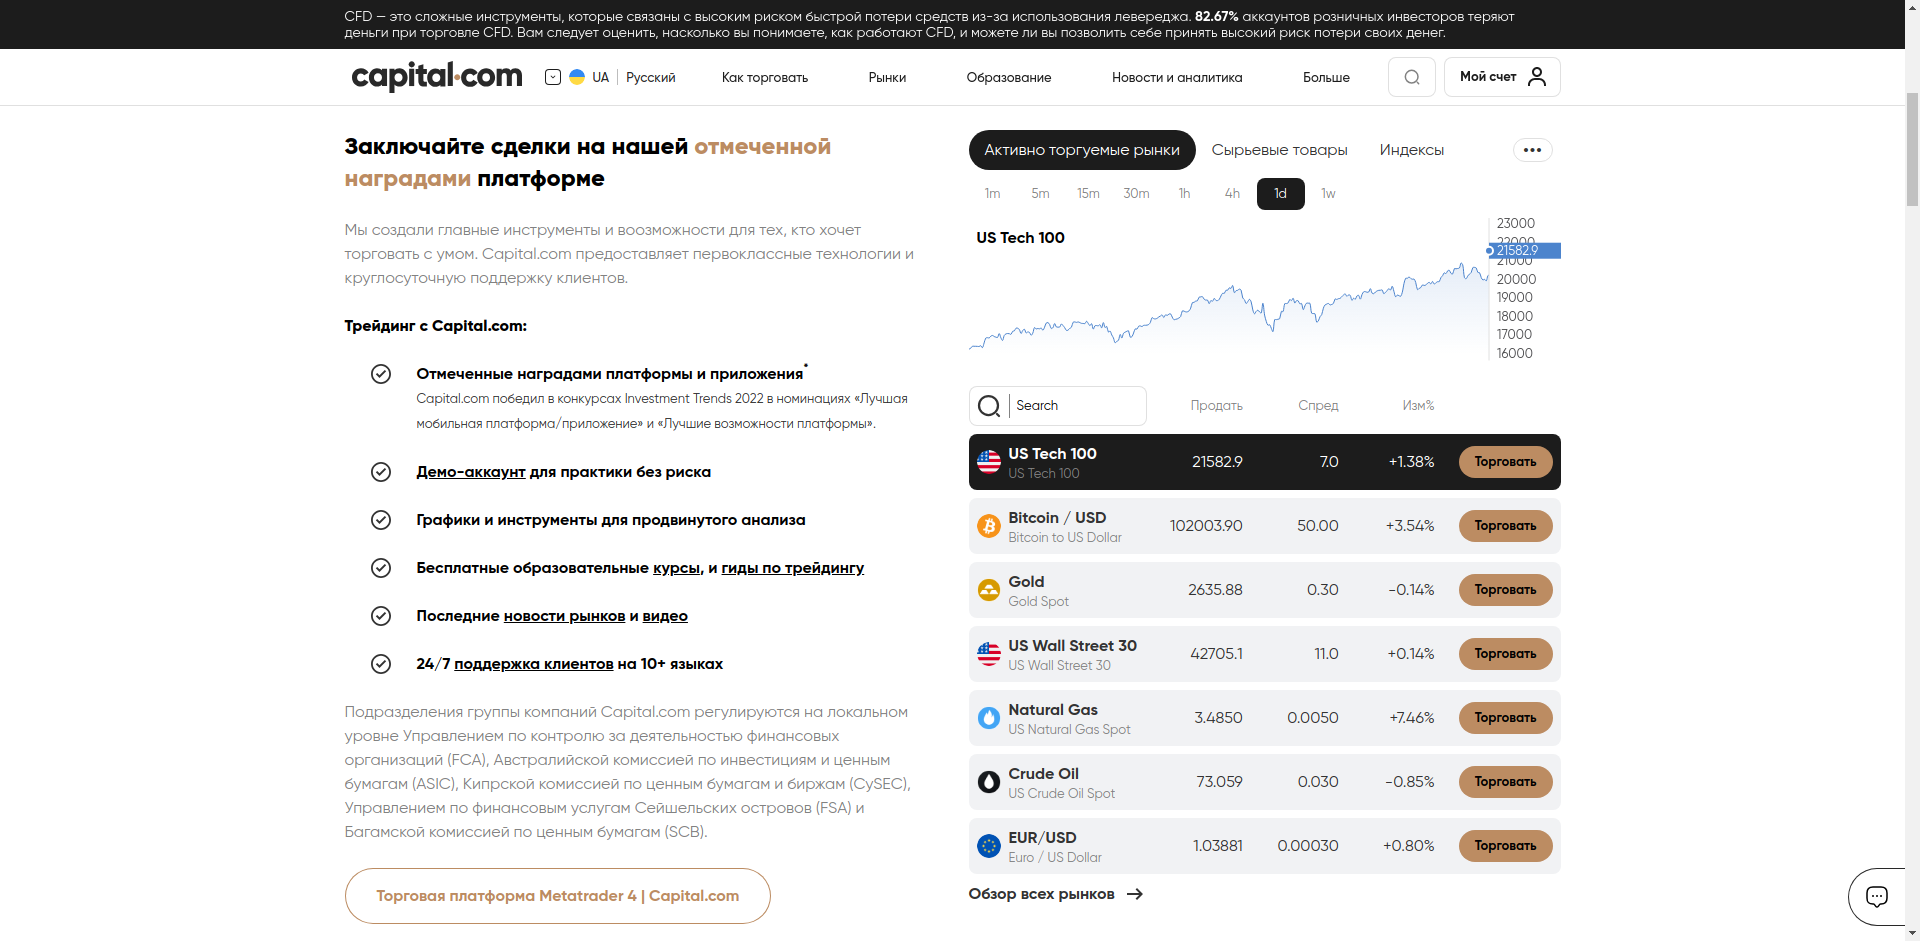 CFD — это сложные инструменты, которые связаны с высоким риском быстрой потери средств из-за использования левереджа. 82.67% аккаунтов розничных инвесторов теряют
деньги при торговле CFD. Вам следует оценить, насколько вы понимаете, как работают CFD, и можете ли вы позволить себе принять высокий риск потери своих денег.
capital.com UA Русский Как торговать Рынки Образование Новости и аналитика Больше Мой счет
Заключайте сделки на нашей отмеченной
наградами платформе
Мы создали главные инструменты и воозможности для тех, кто хочет
торговать с умом. Capital.com предоставляет первоклассные технологии и
круглосуточную поддержку клиентов.
Трейдинг с Capital.com:
Отмеченные наградами платформы и приложения*
Capital.com победил в конкурсах Investment Trends 2022 в номинациях «Лучшая
мобильная платформа/приложение» и «Лучшие возможности платформы».
Демо-аккаунт для практики без риска
Графики и инструменты для продвинутого анализа
Бесплатные образовательные курсы, и гиды по трейдингу
Последние новости рынков и видео
24/7 поддержка клиентов на 10+ языках
Подразделения группы компаний Capital.com регулируются на локальном
уровне Управлением по контролю за деятельностью финансовых
организаций (FCA), Австралийской комиссией по инвестициям и ценным
бумагам (ASIC), Кипрской комиссией по ценным бумагам и биржам (CySEC),
Управлением по финансовым услугам Сейшельских островов (FSA) и
Багамской комиссией по ценным бумагам (SCB).
Торговая платформа Metatrader 4 | Capital.com
Активно торгуемые рынки Сырьевые товары Индексы
1m 5m 15m 30m 1h 4h 1d 1w
US Tech 100
23000
22000
21582.9
21000
20000
19000
18000
17000
16000
Search Продать Спред Изм%
US Tech 100 21582.9 7.0 +1.38% Торговать
US Tech 100
Bitcoin / USD 102003.90 50.00 +3.54% Торговать
Bitcoin to US Dollar
Gold 2635.88 0.30 -0.14% Торговать
Gold Spot
US Wall Street 30 42705.1 11.0 +0.14% Торговать
US Wall Street 30
Natural Gas 3.4850 0.0050 +7.46% Торговать
US Natural Gas Spot
Crude Oil 73.059 0.030 -0.85% Торговать
US Crude Oil Spot
EUR/USD 1.03881 0.00030 +0.80% Торговать
Euro / US Dollar
Обзор всех рынков